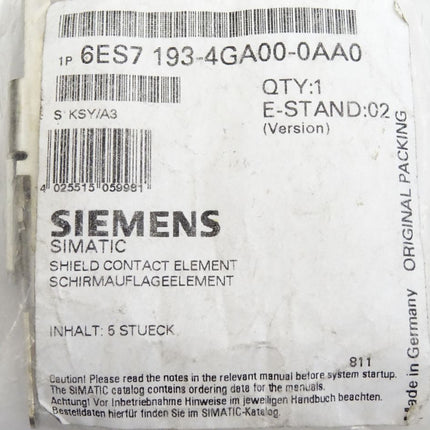 1P 6ES7 193-4GA00-0AA0
QTY:1
S KSY/A3
E-STAND:02
(Version)
4 025515 059981
SIEMENS
SIMATIC
SHIELD CONTACT ELEMENT
SCHIRMAUFLAGEELEMENT
INHALT: 5 STUECK
811
Caution! Please read the notes in the relevant manual before system startup.
The SIMATIC catalog contains ordering data for the manuals.
Achtung! Vor Inbetriebnahme Hinweise im jeweiligen Handbuch beachten.
Bestelldaten hierfür finden Sie im SIMATIC-Katalog.
Made in Germany ORIGINAL PACKING